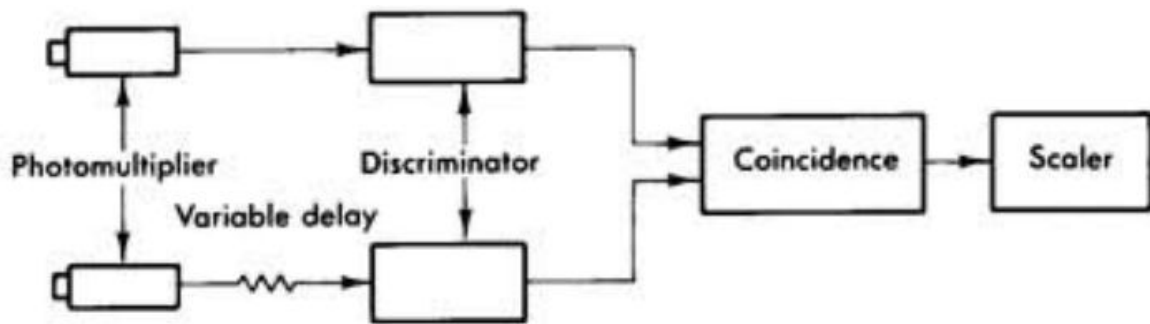 Photomultiplier
Discriminator
Coincidence
Scaler
Variable delay